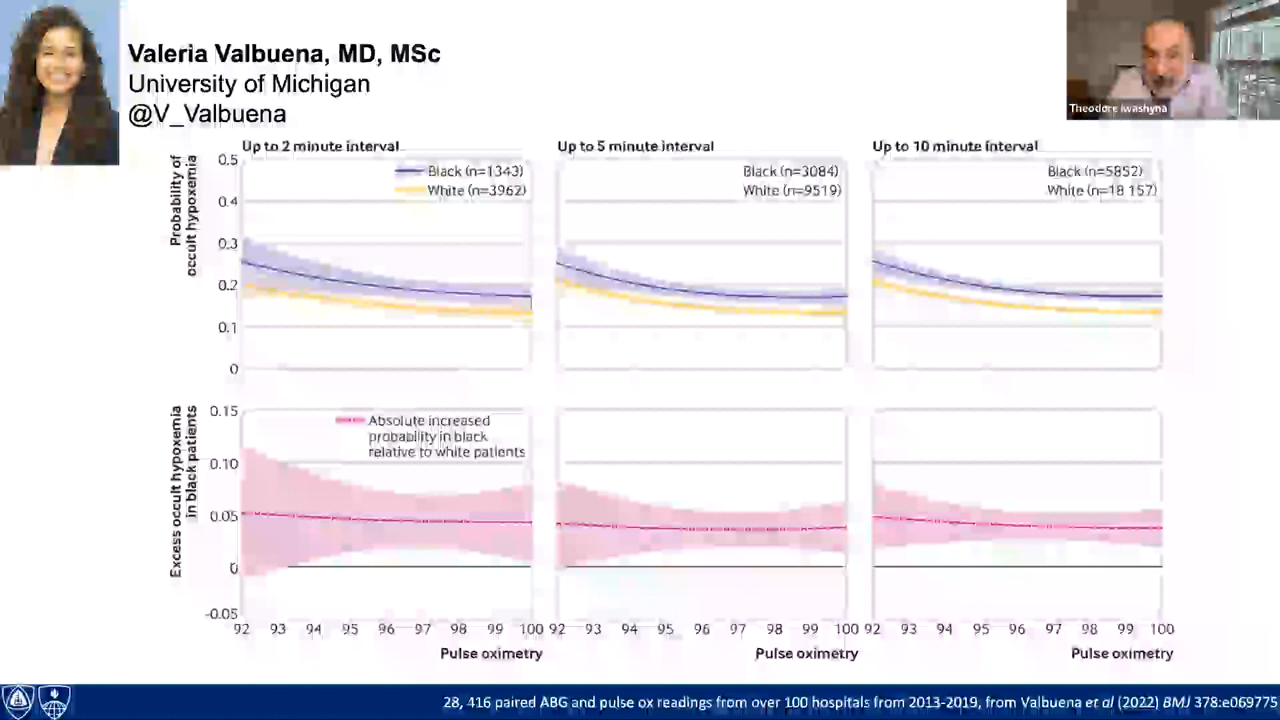 Valeria Valbuena, MD, MSc
University of Michigan
@V_Valbuena
Theodore Iwashyna
Up to 2 minute interval
Up to 5 minute interval
Up to 10 minute interval
Probability of
occult hypoxemia
0.5
0.4
0.3
0.2
0.1
0
Black (n=1343)
White (n=3962)
Black (n=3084)
White (n=9519)
Black (n=5852)
White (n=18 157)
Excess occult hypoxemia
in black patients
0.15
0.10
0.05
0
-0.05
Absolute increased
probability in black
relative to white patients
92 93 94 95 96 97 98 99 100
92 93 94 95 96 97 98 99 100
92 93 94 95 96 97 98 99 100
Pulse oximetry
Pulse oximetry
Pulse oximetry
28, 416 paired ABG and pulse ox readings from over 100 hospitals from 2013-2019, from Valbuena et al (2022) BMJ 378:e069775